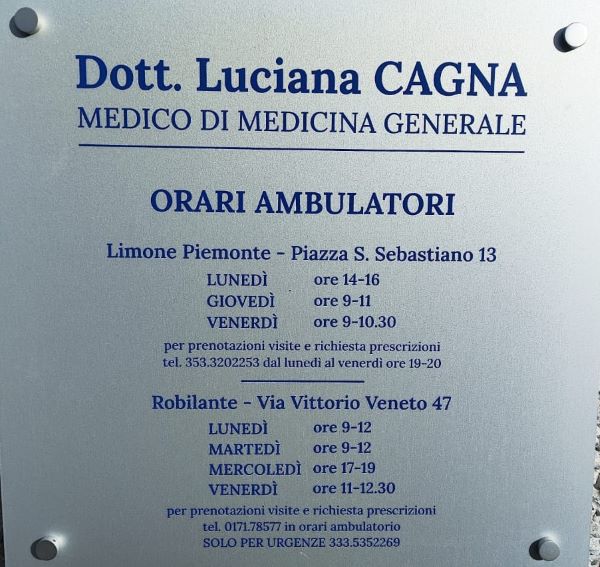 Dott. Luciana CAGNA
MEDICO DI MEDICINA GENERALE
ORARI AMBULATORI
Limone Piemonte - Piazza S. Sebastiano 13
LUNEDÌ ore 14-16
GIOVEDÌ ore 9-11
VENERDÌ ore 9-10.30
per prenotazioni visite e richiesta prescrizioni
tel. 353.3202253 dal lunedì al venerdì ore 19-20
Robilante - Via Vittorio Veneto 47
LUNEDÌ ore 9-12
MARTEDÌ ore 9-12
MERCOLEDÌ ore 17-19
VENERDÌ ore 11-12.30
per prenotazioni visite e richiesta prescrizioni
tel. 0171.78577 in orari ambulatorio
SOLO PER URGENZE 333.5352269